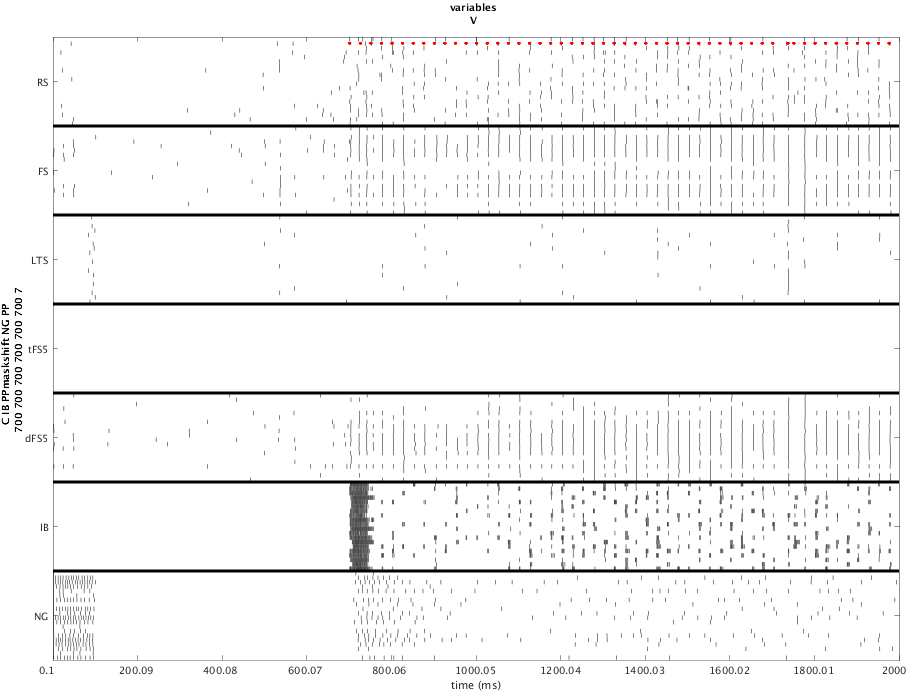 variables
V
C IB PPmaskshift NG PP
700 700 700 700 700 700 7
RS
FS
LTS
tFS5
dFS5
IB
NG
0.1 200.09 400.08 600.07 800.06 1000.05 1200.04 1400.03 1600.02 1800.01 2000
time (ms)